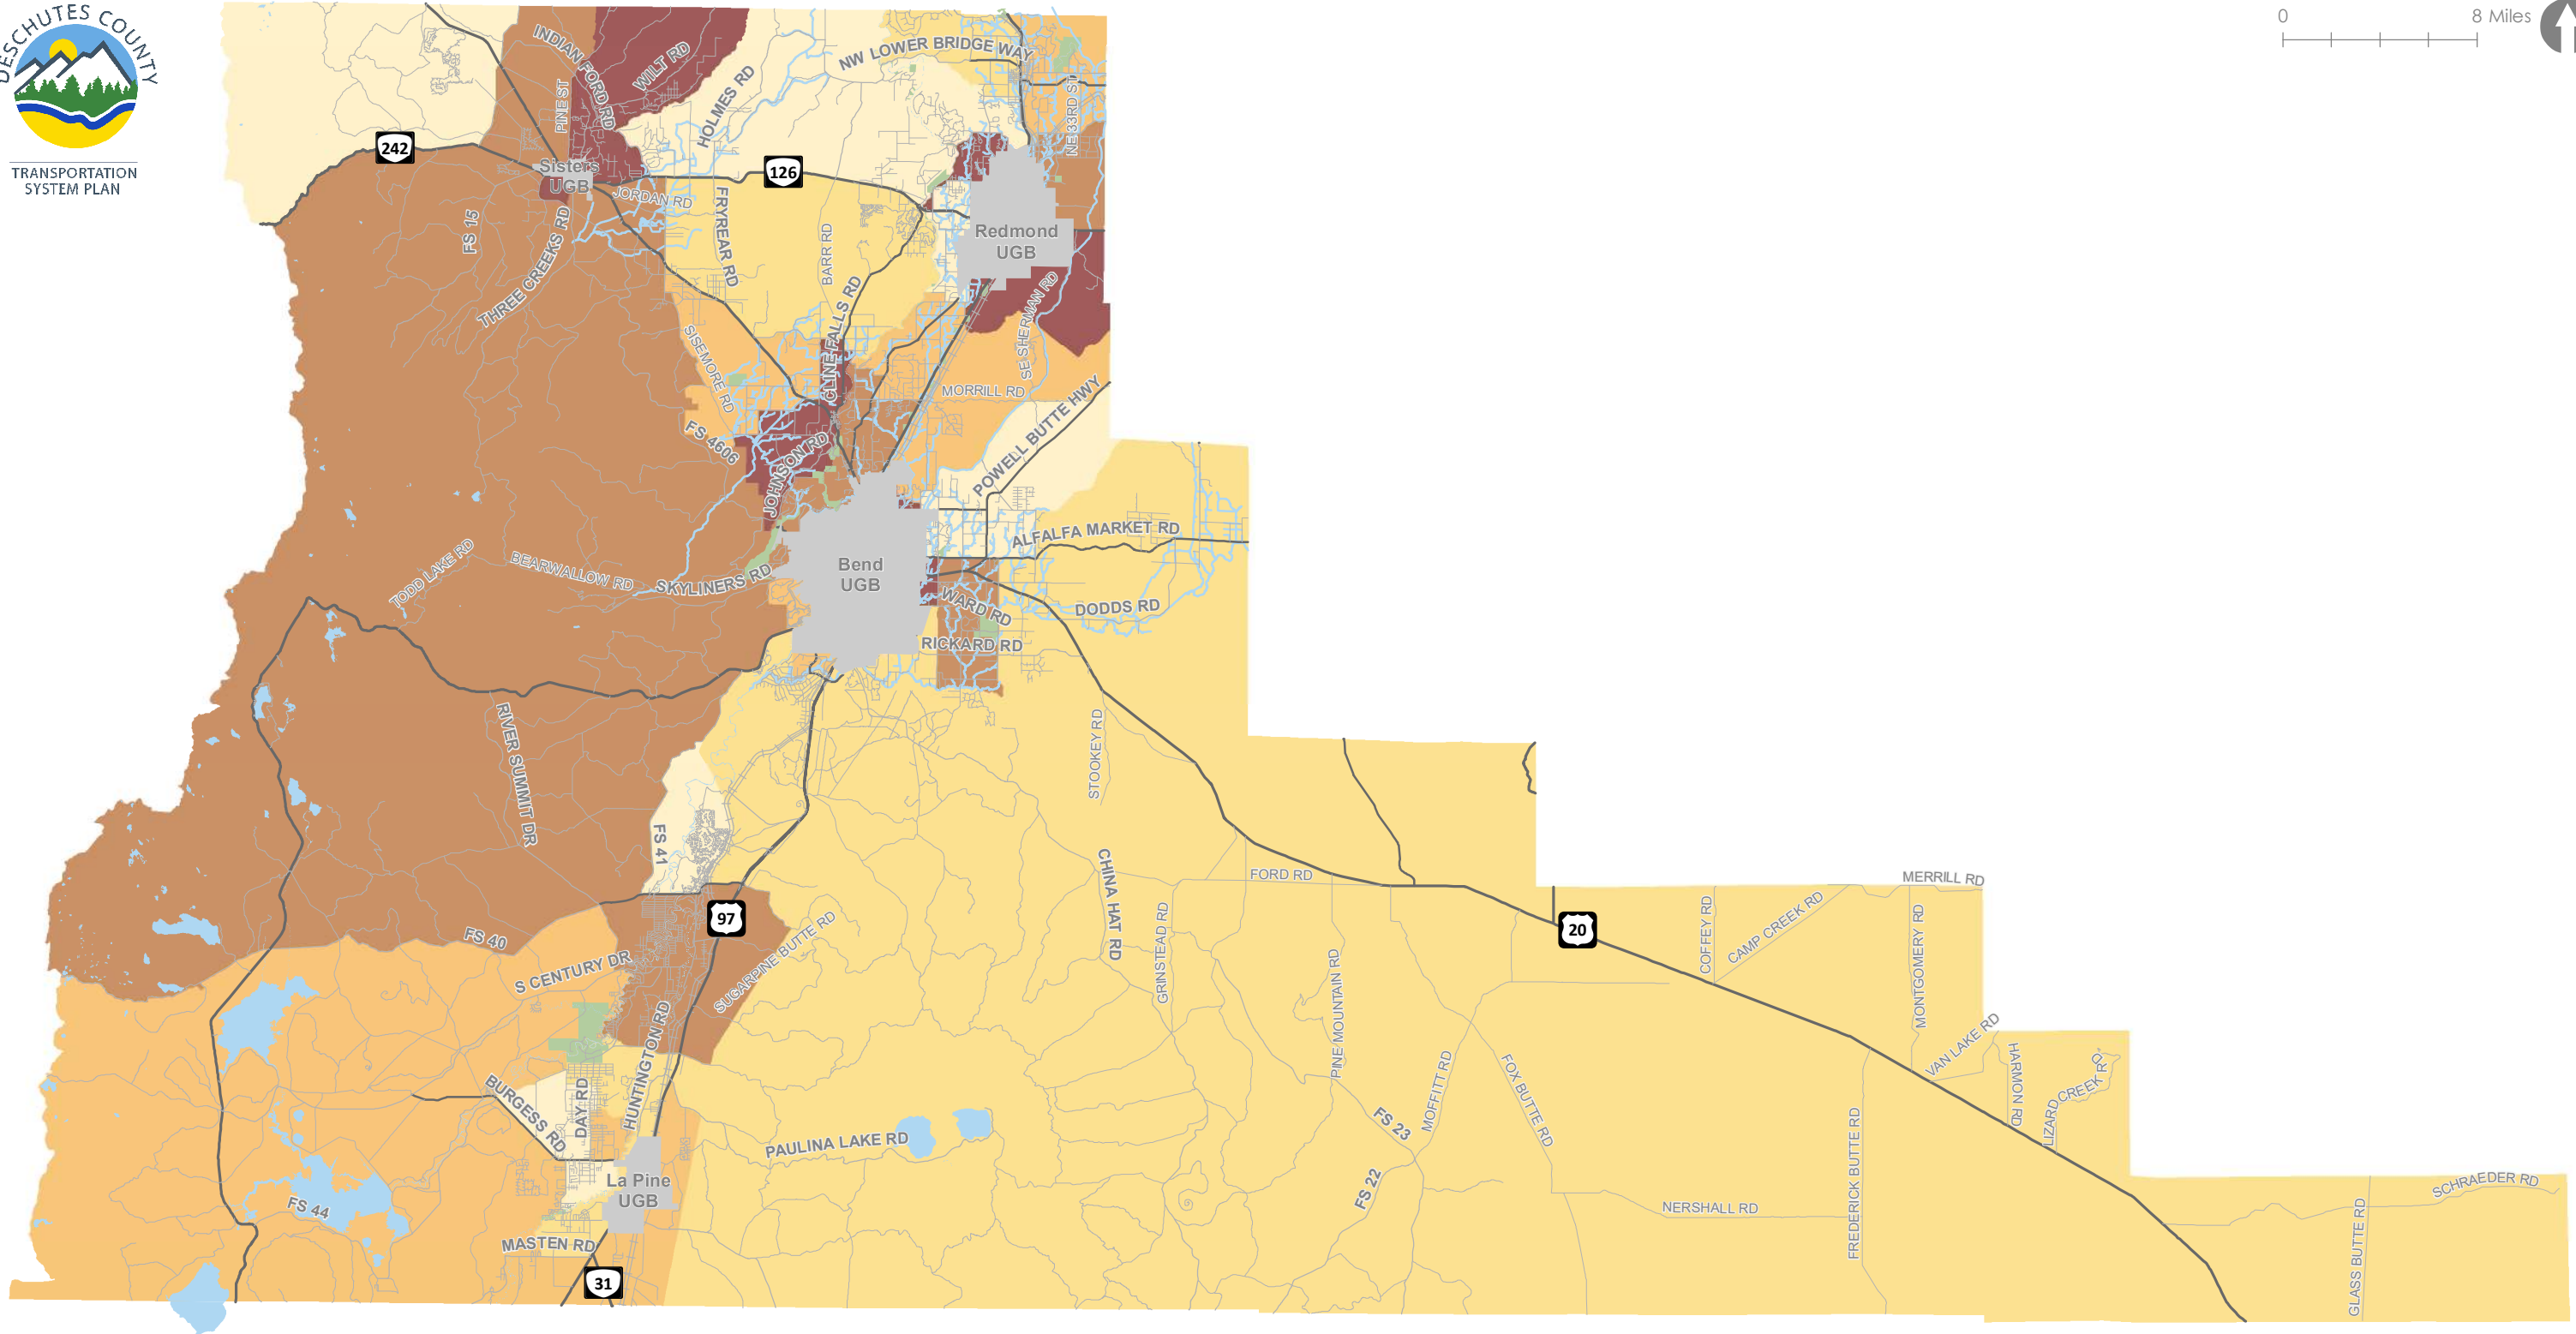 DESCHUTES COUNTY
TRANSPORTATION
SYSTEM PLAN
0 8 Miles
INDIAN FORD RD
WILT RD
PINE ST
HOLMES RD
NW LOWER BRIDGE WAY
NE 33RD ST
242
Sisters
UGB
126
JORDAN RD
FS 15
THREE CREEKS RD
FRYREAR RD
BARR RD
Redmond
UGB
CLINE FALLS RD
SE SHERMAN RD
SISEMORE RD
MORRILL RD
POWELL BUTTE HWY
FS 4606
JOHNSON RD
ALFALFA MARKET RD
TODD LAKE RD
BEARWALLOW RD
SKYLINERS RD
Bend
UGB
WARD RD
DODDS RD
RICKARD RD
RIVER SUMMIT DR
STOOKEY RD
FS 41
CHINA HAT RD
FORD RD
MERRILL RD
97
20
FS 40
S CENTURY DR
SUGARPINE BUTTE RD
GRINSTEAD RD
PINE MOUNTAIN RD
COFFEY RD
CAMP CREEK RD
MONTGOMERY RD
HUNTINGTON RD
VAN LAKE RD
HARMON RD
LIZARD CREEK RD
BURGESS RD
DAY RD
MOFFITT RD
FOX BUTTE RD
FS 23
PAULINA LAKE RD
FREDERICK BUTTE RD
La Pine
UGB
FS 44
FS 22
NERSHALL RD
SCHRAEDER RD
GLASS BUTTE RD
MASTEN RD
31